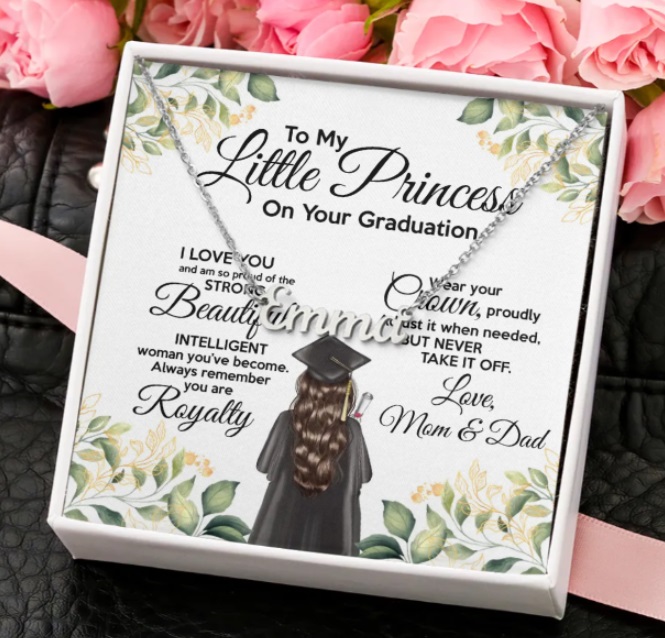 To My
Little Princess
On Your Graduation
I LOVE YOU
and am so proud of the
STRONG
Beautiful
INTELLIGENT
woman you've become.
Always remember
you are
Royalty
Emma
Wear your
Crown, proudly
adjust it when needed,
BUT NEVER
TAKE IT OFF.
Love,
Mom & Dad